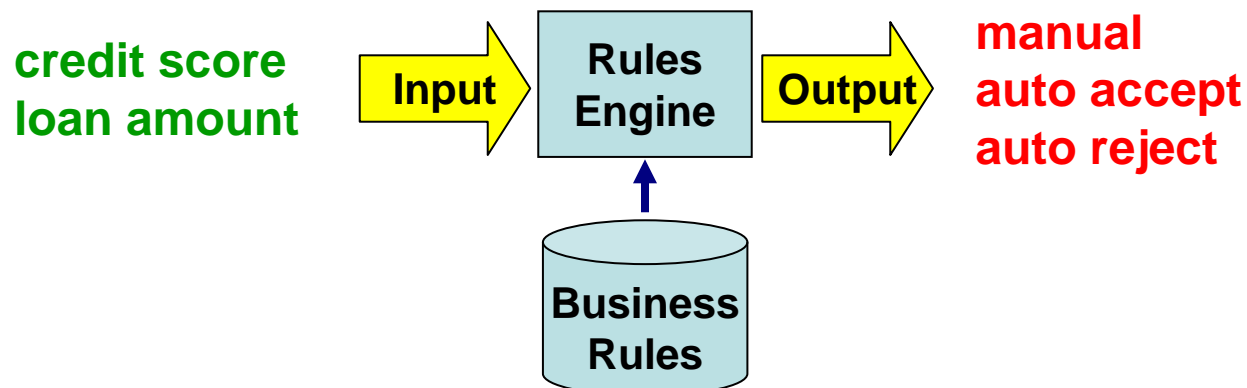 credit score
loan amount
Input
Rules
Engine
Output
manual
auto accept
auto reject
Business
Rules